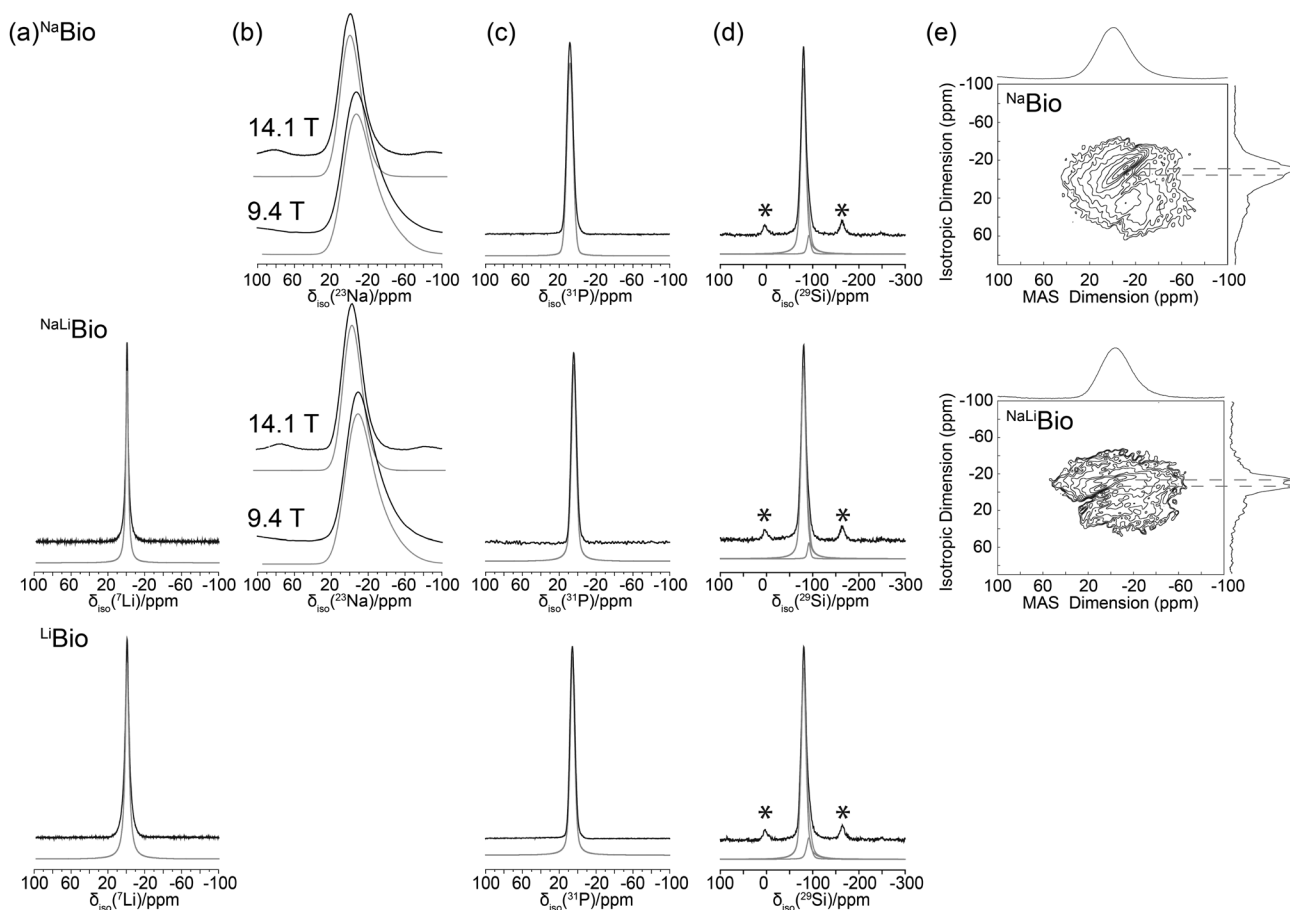 (a) ᴺᵃBio (b) (c) (d) (e)
14.1 T
9.4 T
100 60 20 -20 -60 -100
δiso(²³Na)/ppm
100 60 20 -20 -60 -100
δiso(³¹P)/ppm
* *
100 0 -100 -200 -300
δiso(²⁹Si)/ppm
Isotropic Dimension (ppm)
-100
-60
-20
20
60
NaBio
100 60 20 -20 -60 -100
MAS Dimension (ppm)
NaLiBio
100 60 20 -20 -60 -100
δiso(⁷Li)/ppm
14.1 T
9.4 T
100 60 20 -20 -60 -100
δiso(²³Na)/ppm
100 60 20 -20 -60 -100
δiso(³¹P)/ppm
* *
100 0 -100 -200 -300
δiso(²⁹Si)/ppm
Isotropic Dimension (ppm)
-100
-60
-20
20
60
NaLiBio
100 60 20 -20 -60 -100
MAS Dimension (ppm)
LiBio
100 60 20 -20 -60 -100
δiso(⁷Li)/ppm
100 60 20 -20 -60 -100
δiso(³¹P)/ppm
* *
100 0 -100 -200 -300
δiso(²⁹Si)/ppm